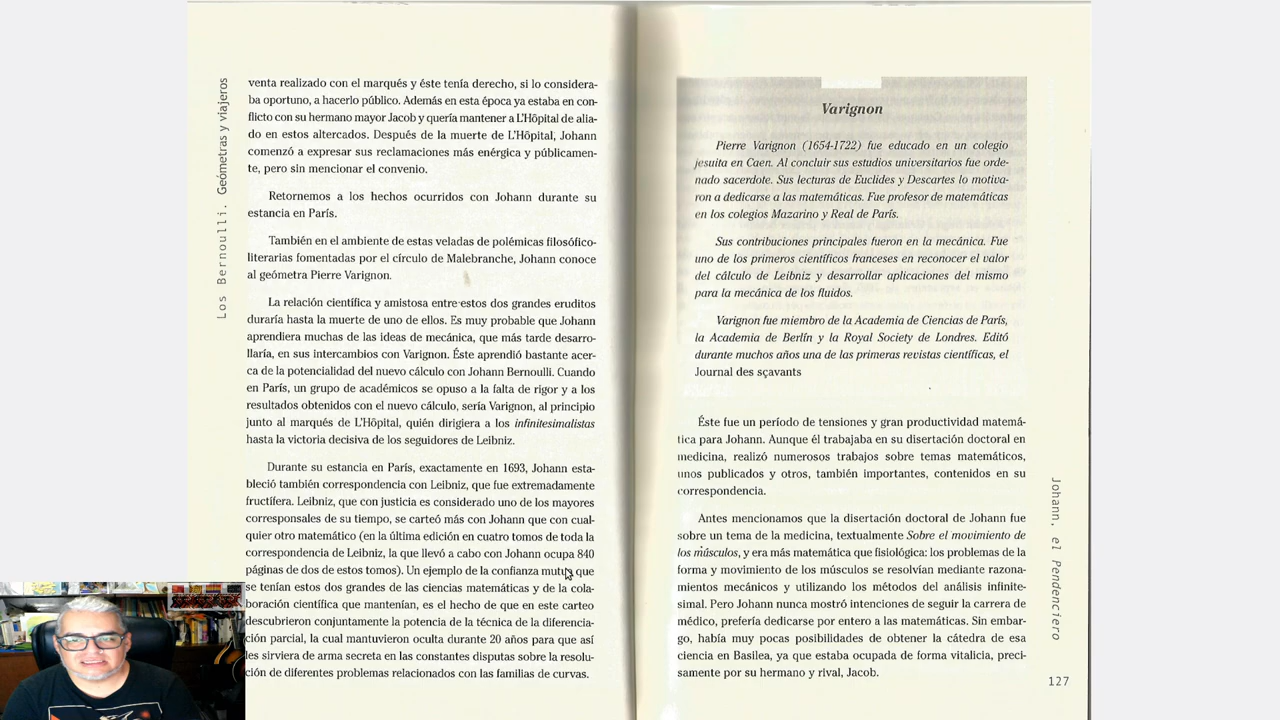 Los Bernoulli. Geómetras y viajeros
venta realizado con el marqués y éste tenía derecho, si lo considera-
ba oportuno, a hacerlo público. Además en esta época ya estaba en con-
flicto con su hermano mayor Jacob y quería mantener a L'Hôpital de alia-
do en estos altercados. Después de la muerte de L'Hôpital, Johann
comenzó a expresar sus reclamaciones más enérgica y públicamen-
te, pero sin mencionar el convenio.
Retornemos a los hechos ocurridos con Johann durante su
estancia en París.
También en el ambiente de estas veladas de polémicas filosófico-
literarias fomentadas por el círculo de Malebranche, Johann conoce
al geómetra Pierre Varignon.
La relación científica y amistosa entre estos dos grandes eruditos
duraría hasta la muerte de uno de ellos. Es muy probable que Johann
aprendiera muchas de las ideas de mecánica, que más tarde desarro-
llaría, en sus intercambios con Varignon. Éste aprendió bastante acer-
ca de la potencialidad del nuevo cálculo con Johann Bernoulli. Cuando
en París, un grupo de académicos se opuso a la falta de rigor y a los
resultados obtenidos con el nuevo cálculo, sería Varignon, al principio
junto al marqués de L'Hôpital, quién dirigiera a los infinitesimalistas
hasta la victoria decisiva de los seguidores de Leibniz.
Durante su estancia en París, exactamente en 1693, Johann esta-
bleció también correspondencia con Leibniz, que fue extremadamente
fructífera. Leibniz, que con justicia es considerado uno de los mayores
corresponsales de su tiempo, se carteó más con Johann que con cual-
quier otro matemático (en la última edición en cuatro tomos de toda la
correspondencia de Leibniz, la que llevó a cabo con Johann ocupa 840
páginas de dos de estos tomos). Un ejemplo de la confianza mutua que
se tenían estos dos grandes de las ciencias matemáticas y de la cola-
boración científica que mantenían, es el hecho de que en este carteo
descubrieron conjuntamente la potencia de la técnica de la diferencia-
ción parcial, la cual mantuvieron oculta durante 20 años para que así
les sirviera de arma secreta en las constantes disputas sobre la resolu-
ción de diferentes problemas relacionados con las familias de curvas.
Varignon
Pierre Varignon (1654-1722) fue educado en un colegio
jesuita en Caen. Al concluir sus estudios universitarios fue orde-
nado sacerdote. Sus lecturas de Euclides y Descartes lo motiva-
ron a dedicarse a las matemáticas. Fue profesor de matemáticas
en los colegios Mazarino y Real de París.
Sus contribuciones principales fueron en la mecánica. Fue
uno de los primeros científicos franceses en reconocer el valor
del cálculo de Leibniz y desarrollar aplicaciones del mismo
para la mecánica de los fluidos.
Varignon fue miembro de la Academia de Ciencias de París,
la Academia de Berlín y la Royal Society de Londres. Editó
durante muchos años una de las primeras revistas científicas, el
Journal des sçavants
Éste fue un período de tensiones y gran productividad matemá-
tica para Johann. Aunque él trabajaba en su disertación doctoral en
medicina, realizó numerosos trabajos sobre temas matemáticos,
unos publicados y otros, también importantes, contenidos en su
correspondencia.
Antes mencionamos que la disertación doctoral de Johann fue
sobre un tema de la medicina, textualmente Sobre el movimiento de
los músculos, y era más matemática que fisiológica: los problemas de la
forma y movimiento de los músculos se resolvían mediante razona-
mientos mecánicos y utilizando los métodos del análisis infinite-
simal. Pero Johann nunca mostró intenciones de seguir la carrera de
médico, prefería dedicarse por entero a las matemáticas. Sin embar-
go, había muy pocas posibilidades de obtener la cátedra de esa
ciencia en Basilea, ya que estaba ocupada de forma vitalicia, preci-
samente por su hermano y rival, Jacob.
Johann, el Pendenciero
127